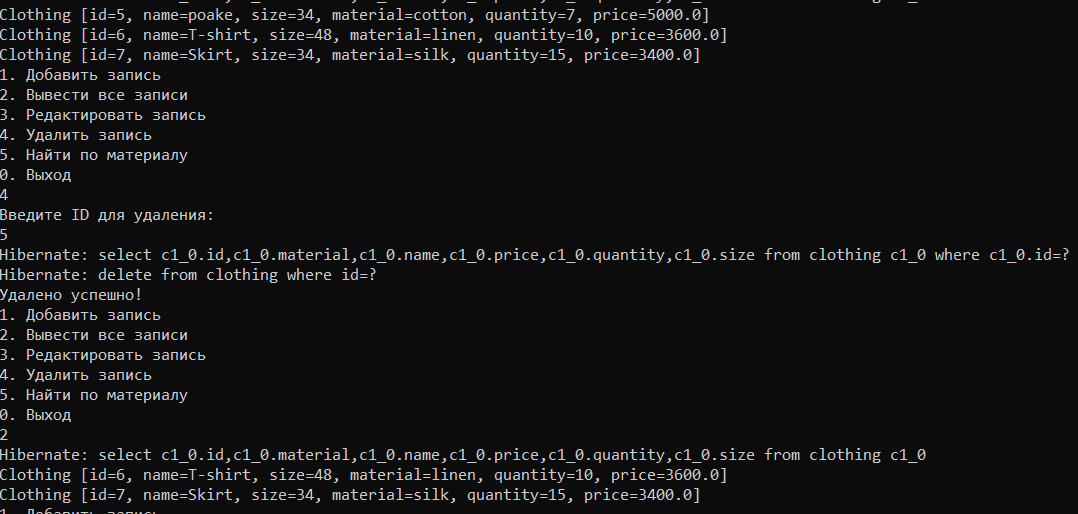 Clothing [id=5, name=poake, size=34, material=cotton, quantity=7, price=5000.0]
Clothing [id=6, name=T-shirt, size=48, material=linen, quantity=10, price=3600.0]
Clothing [id=7, name=Skirt, size=34, material=silk, quantity=15, price=3400.0]
1. Добавить запись
2. Вывести все записи
3. Редактировать запись
4. Удалить запись
5. Найти по материалу
0. Выход
4
Введите ID для удаления:
5
Hibernate: select c1_0.id,c1_0.material,c1_0.name,c1_0.price,c1_0.quantity,c1_0.size from clothing c1_0 where c1_0.id=?
Hibernate: delete from clothing where id=?
Удалено успешно!
1. Добавить запись
2. Вывести все записи
3. Редактировать запись
4. Удалить запись
5. Найти по материалу
0. Выход
2
Hibernate: select c1_0.id,c1_0.material,c1_0.name,c1_0.price,c1_0.quantity,c1_0.size from clothing c1_0
Clothing [id=6, name=T-shirt, size=48, material=linen, quantity=10, price=3600.0]
Clothing [id=7, name=Skirt, size=34, material=silk, quantity=15, price=3400.0]
1. Добавить запись